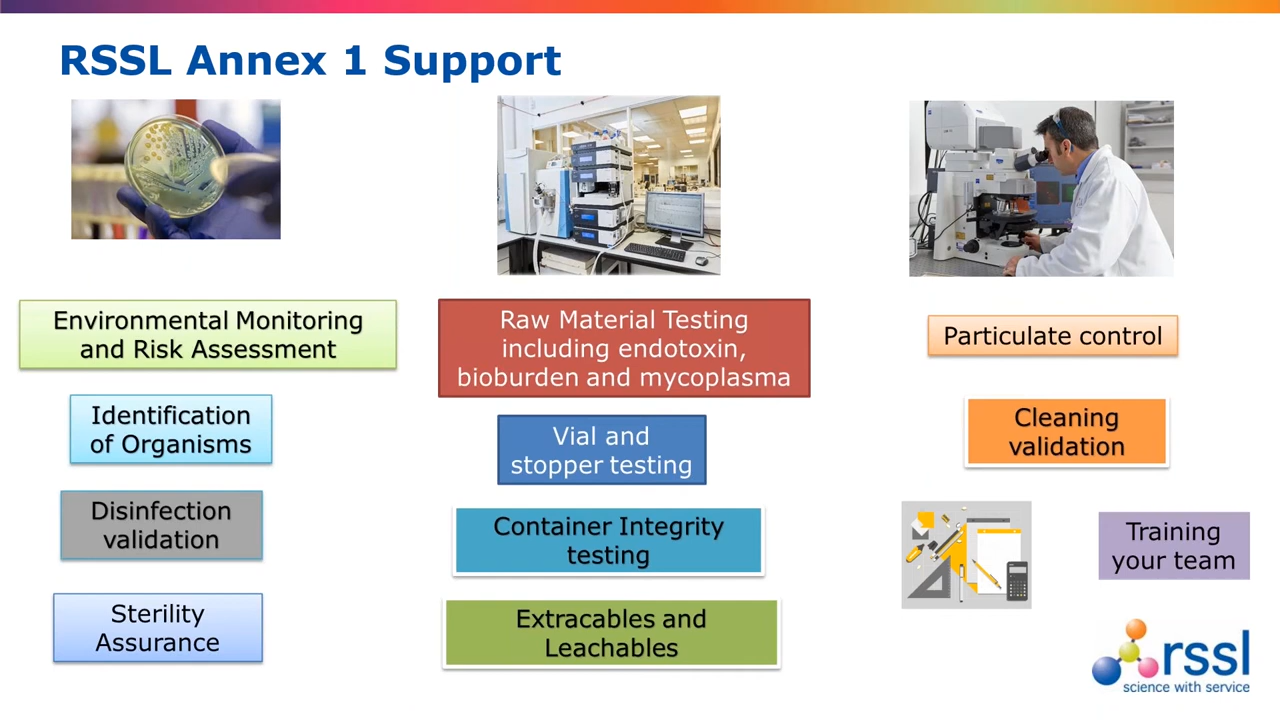 RSSL Annex 1 Support
Environmental Monitoring
and Risk Assessment
Identification
of Organisms
Disinfection
validation
Sterility
Assurance
Raw Material Testing
including endotoxin,
bioburden and mycoplasma
Vial and
stopper testing
Container Integrity
testing
Extracables and
Leachables
Particulate control
Cleaning
validation
Training
your team
rssl
science with service